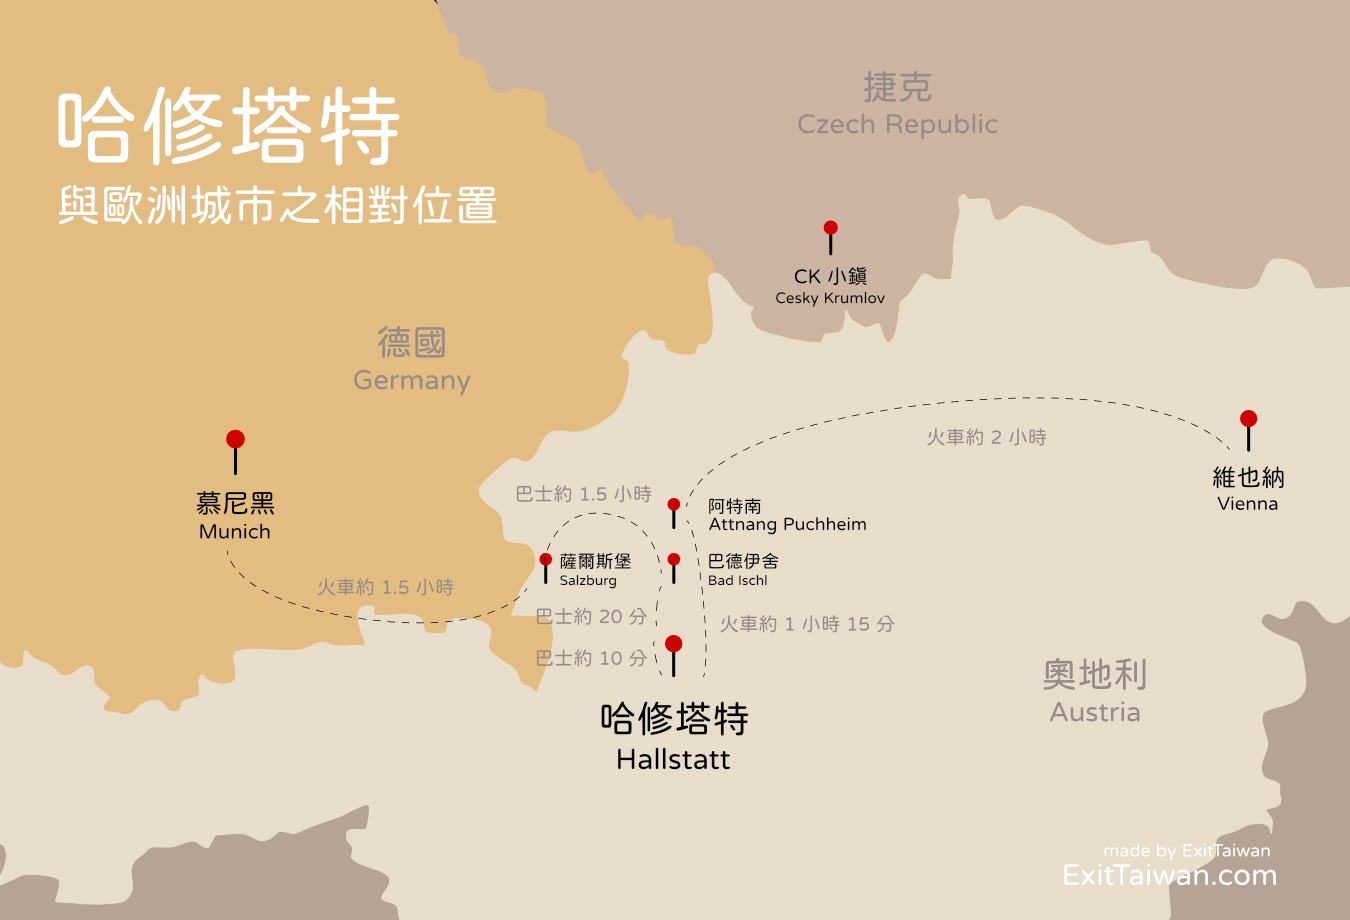 哈修塔特
與歐洲城市之相對位置
捷克
Czech Republic
CK 小鎮
Cesky Krumlov
德國
Germany
慕尼黑
Munich
火車約 1.5 小時
巴士約 1.5 小時
薩爾斯堡
Salzburg
阿特南
Attnang Puchheim
巴德伊舍
Bad Ischl
火車約 2 小時
維也納
Vienna
巴士約 20 分
火車約 1 小時 15 分
巴士約 10 分
哈修塔特
Hallstatt
奧地利
Austria
made by ExitTaiwan
ExitTaiwan.com